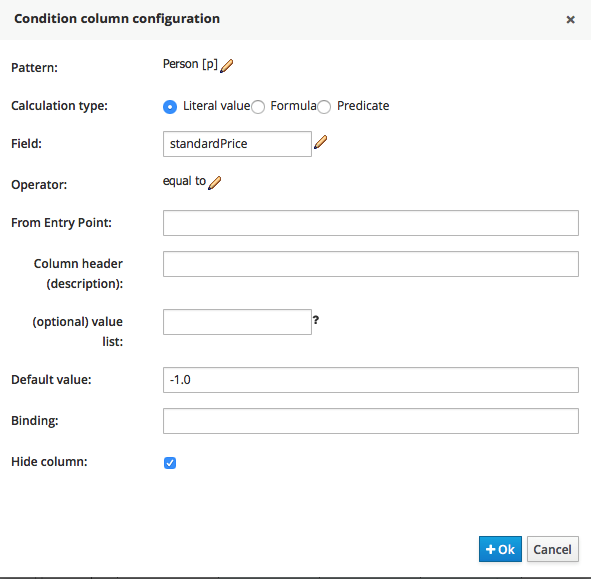 Condition column configuration ×
Pattern: Person [p]
Calculation type: Literal value Formula Predicate
Field: standardPrice
Operator: equal to
From Entry Point:
Column header
(description):
(optional) value ?
list:
Default value: -1.0
Binding:
Hide column:
+ Ok Cancel